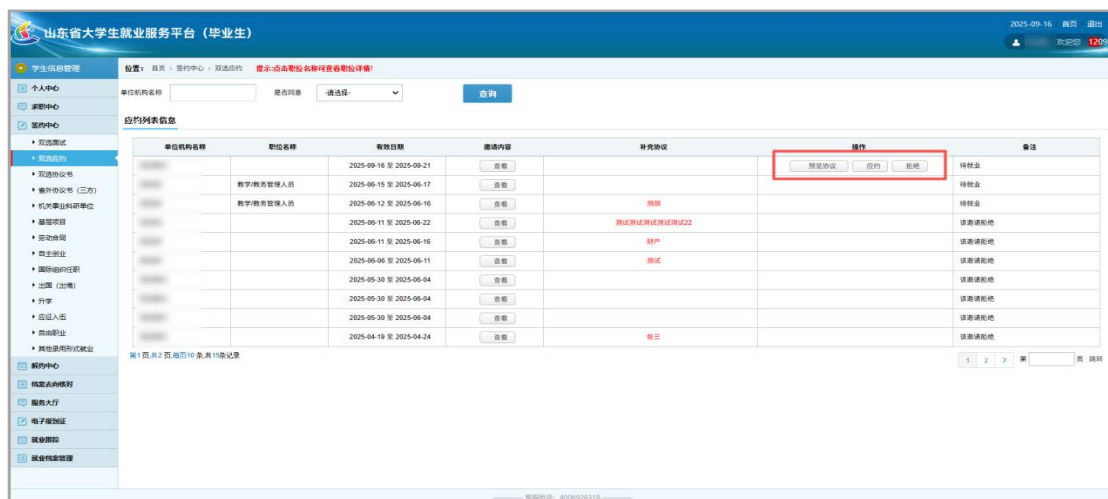 山东省大学生就业服务平台（毕业生）
2025-09-16 首页 退出
欢迎您 1209
学生信息管理
位置： 首页 > 签约中心 > 双选应约 提示:点击职位名称可查看职位详情!
个人中心
求职中心
签约中心
双选面试
双选应约
双选协议书
省外协议书（三方）
机关事业科研单位
基层项目
劳动合同
自主创业
国际组织任职
出国（出境）
升学
应征入伍
自由职业
其他录用形式就业
解约中心
档案去向核对
服务大厅
电子报到证
就业跟踪
就业档案管理
单位机构名称 是否同意 -请选择- 查询
应约列表信息
单位机构名称 职位名称 有效日期 邀请内容 补充协议 操作 备注
2025-09-16 至 2025-09-21 查看 预览协议 应约 拒绝 待就业
教学/教务管理人员 2025-06-15 至 2025-06-17 查看 待就业
教学/教务管理人员 2025-06-12 至 2025-06-16 查看 待就业
2025-06-11 至 2025-06-22 查看 测试测试测试测试测试22 该邀请拒绝
2025-06-11 至 2025-06-16 查看 财产 该邀请拒绝
2025-06-06 至 2025-06-11 查看 测试 该邀请拒绝
2025-05-30 至 2025-06-04 查看 该邀请拒绝
2025-05-30 至 2025-06-04 查看 该邀请拒绝
2025-05-30 至 2025-06-04 查看 该邀请拒绝
2025-04-19 至 2025-04-24 查看 张三 该邀请拒绝
第1页,共2 页,每页10 条,共15条记录
1 2 > 第 页 跳转
客服电话：4006928318